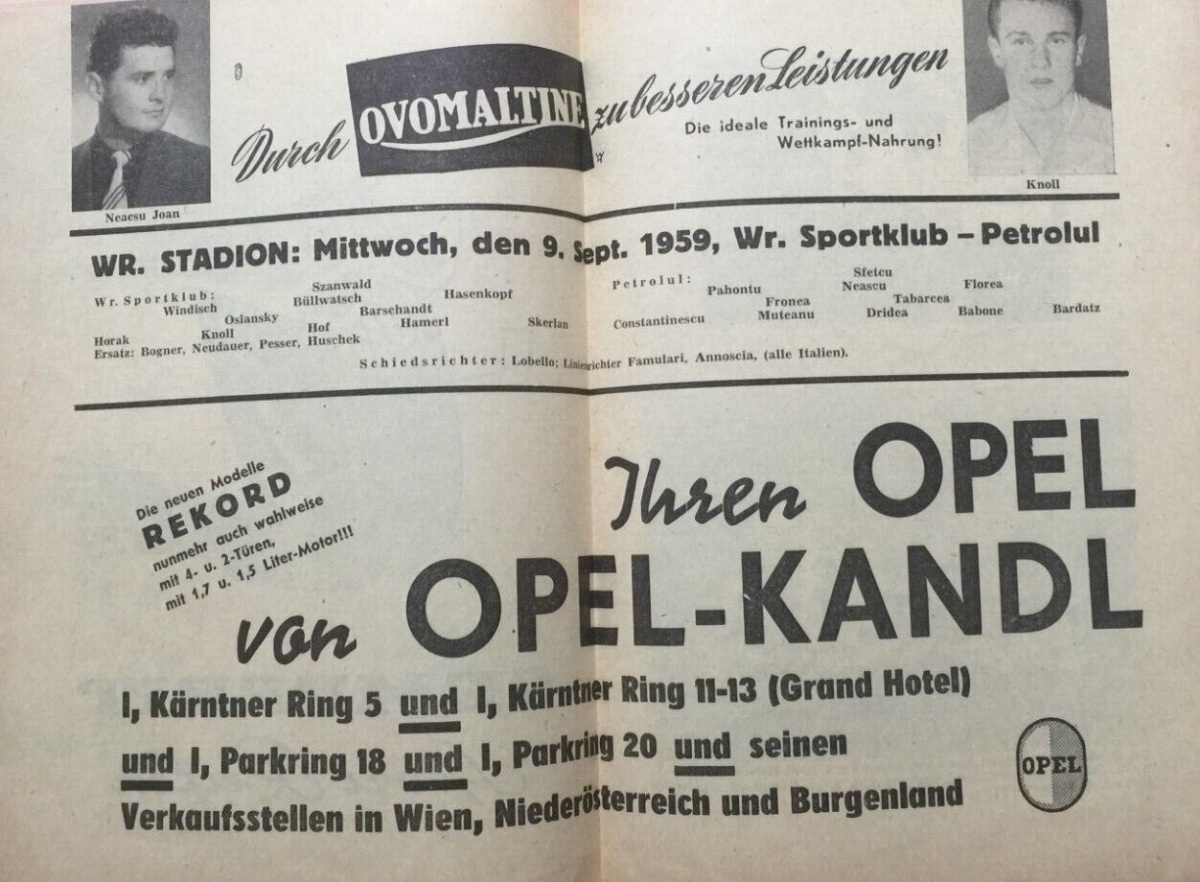 Durch OVOMALTINE zu besseren Leistungen
Die ideale Trainings- und
Wettkampf-Nahrung!
Neacsu Joan
Knoll
WR. STADION: Mittwoch, den 9. Sept. 1959, Wr. Sportklub – Petrolul
Wr. Sportklub:
Szanwald
Windisch Büllwatsch Hasenkopf
Oslansky Barschandt
Horak Knoll Hof Hamerl Skerlan
Ersatz: Bogner, Neudauer, Pesser, Huschek
Petrolul:
Sfetcu
Pahontu Neascu Florea
Fronea Tabarcea
Constantinescu Muteanu Dridea Babone Bardatz
Schiedsrichter: Lobello; Linienrichter Famulari, Annoscia, (alle Italien).
Die neuen Modelle
REKORD
nunmehr auch wahlweise
mit 4- u. 2-Türen,
mit 1,7 u. 1,5 Liter-Motor!!!
Ihren OPEL
von OPEL-KANDL
I, Kärntner Ring 5 und I, Kärntner Ring 11-13 (Grand Hotel)
und I, Parkring 18 und I, Parkring 20 und seinen
Verkaufsstellen in Wien, Niederösterreich und Burgenland
OPEL